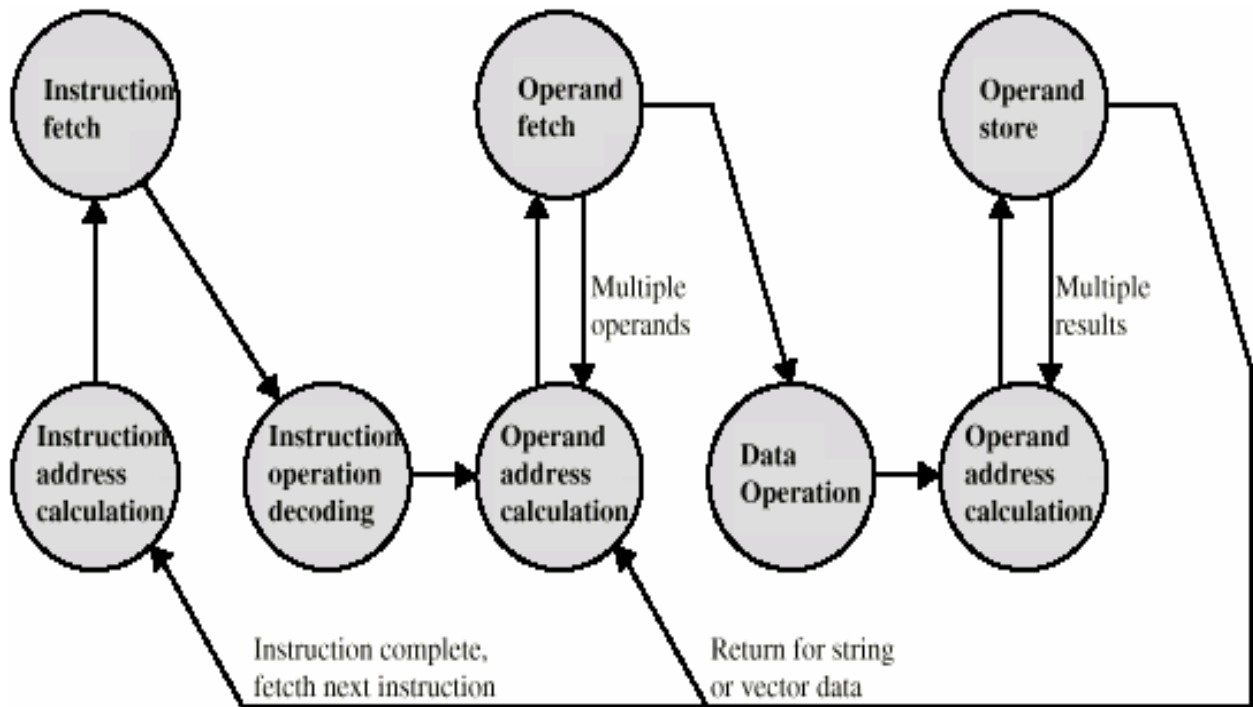 Instruction
fetch
Operand
fetch
Operand
store
Multiple
operands
Multiple
results
Instruction
address
calculation
Instruction
operation
decoding
Operand
address
calculation
Data
Operation
Operand
address
calculation
Instruction complete,
fetcth next instruction
Return for string
or vector data